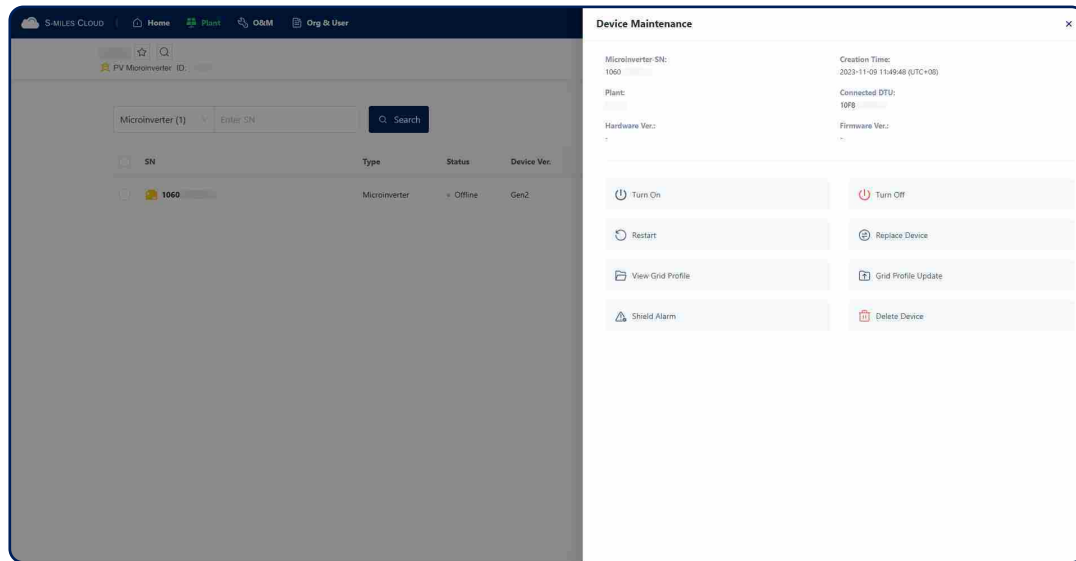 S-MILES CLOUD Home Plant O&M Org & User
PV Microinverter ID:
Microinverter (1) Enter SN Search
SN Type Status Device Ver.
1060 Microinverter Offline Gen2
Device Maintenance
Microinverter SN: Creation Time:
1060 2023-11-09 11:49:48 (UTC+08)
Plant: Connected DTU:
10F8
Hardware Ver.: Firmware Ver.:
- -
Turn On Turn Off
Restart Replace Device
View Grid Profile Grid Profile Update
Shield Alarm Delete Device